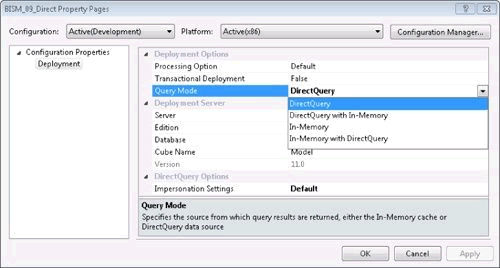 BISM_09_Direct Property Pages
Configuration: Active(Development) Platform: Active(x86) Configuration Manager...
Configuration Properties
Deployment
Deployment Options
Processing Option Default
Transactional Deployment False
Query Mode DirectQuery
DirectQuery
DirectQuery with In-Memory
In-Memory
In-Memory with DirectQuery
Deployment Server
Server
Edition
Database
Cube Name Model
Version 11.0
DirectQuery Options
Impersonation Settings Default
Query Mode
Specifies the source from which query results are returned, either the In-Memory cache or
DirectQuery data source
OK Cancel Apply